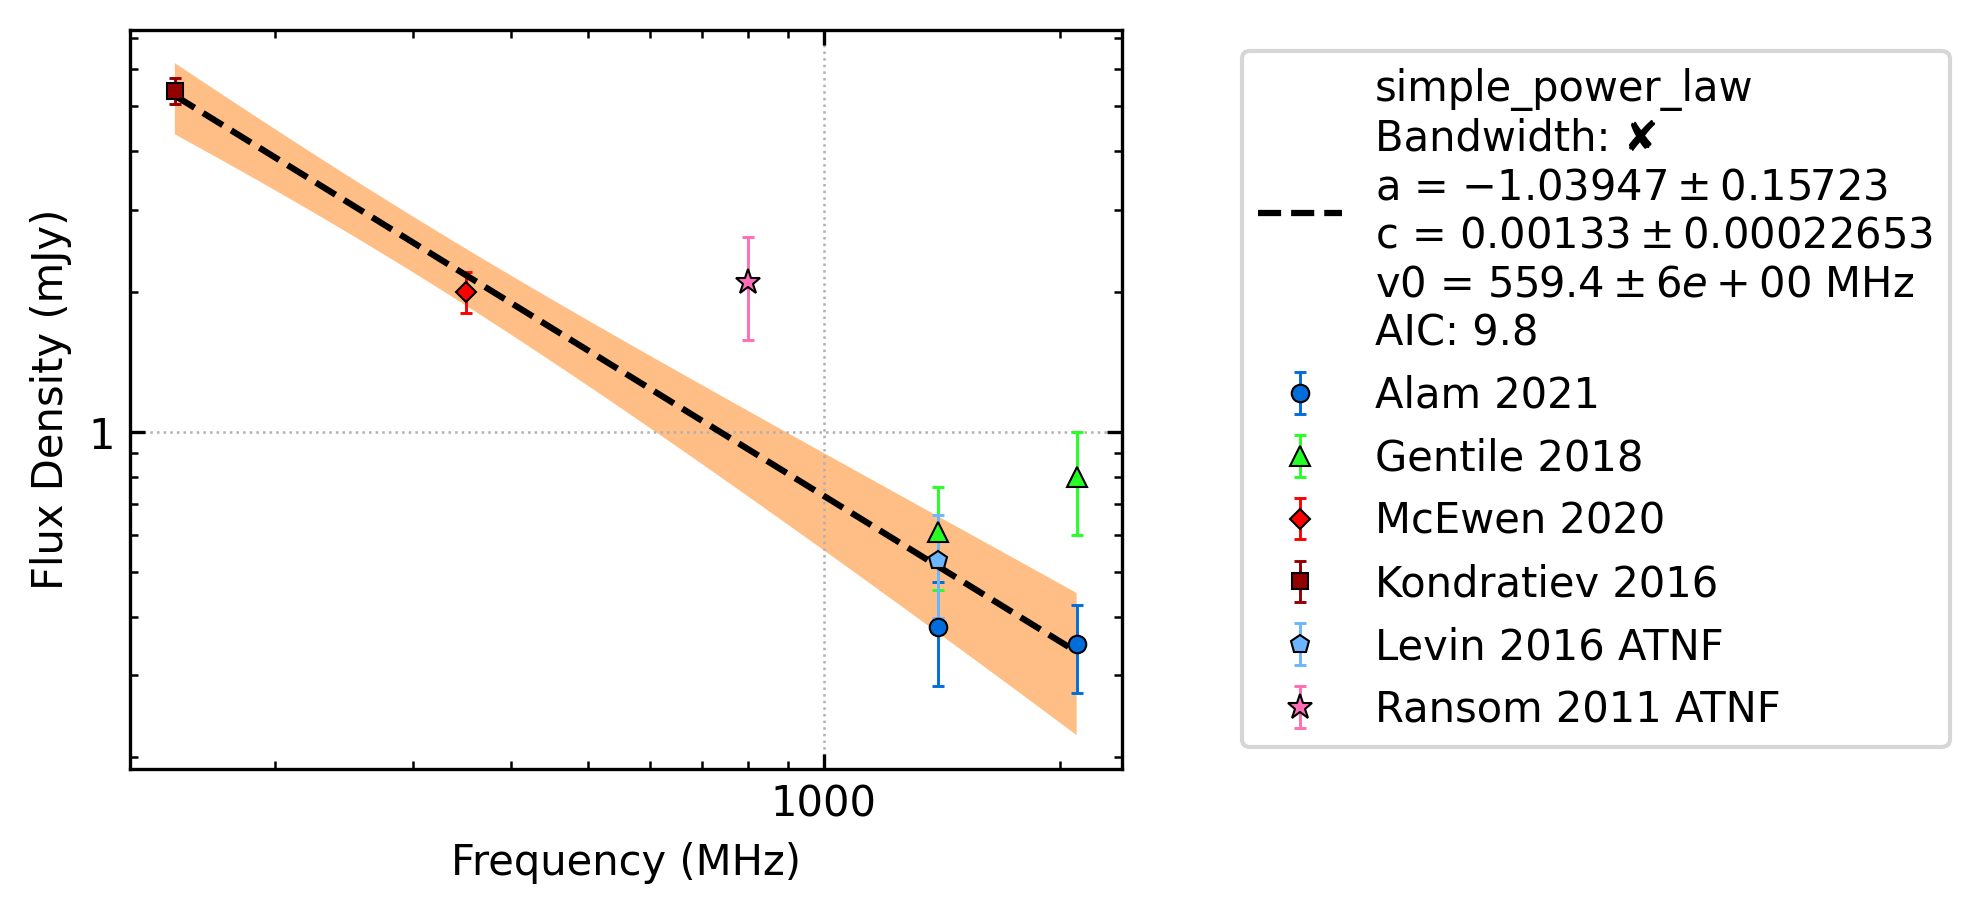 Flux Density (mJy)
1
1000
Frequency (MHz)
simple_power_law
Bandwidth: ✘
a = −1.03947 ± 0.15723
c = 0.00133 ± 0.00022653
v0 = 559.4 ± 6e + 00 MHz
AIC: 9.8
Alam 2021
Gentile 2018
McEwen 2020
Kondratiev 2016
Levin 2016 ATNF
Ransom 2011 ATNF